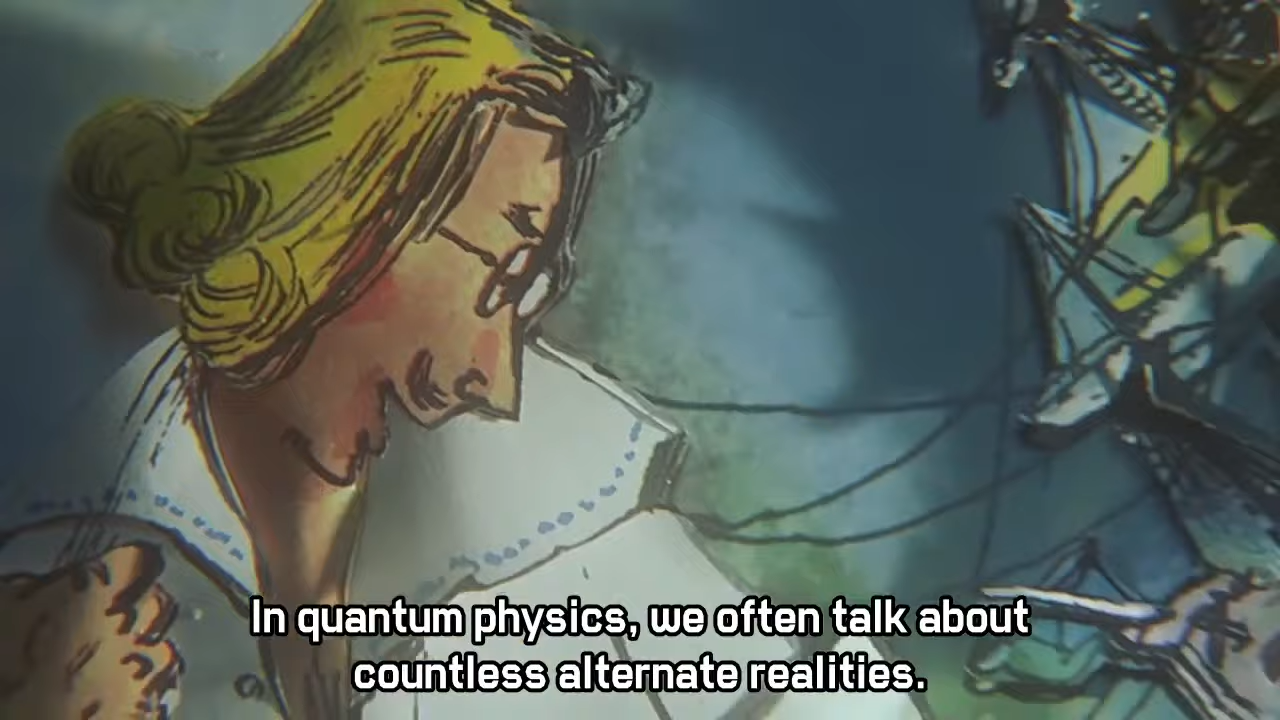 In quantum physics, we often talk about
countless alternate realities.